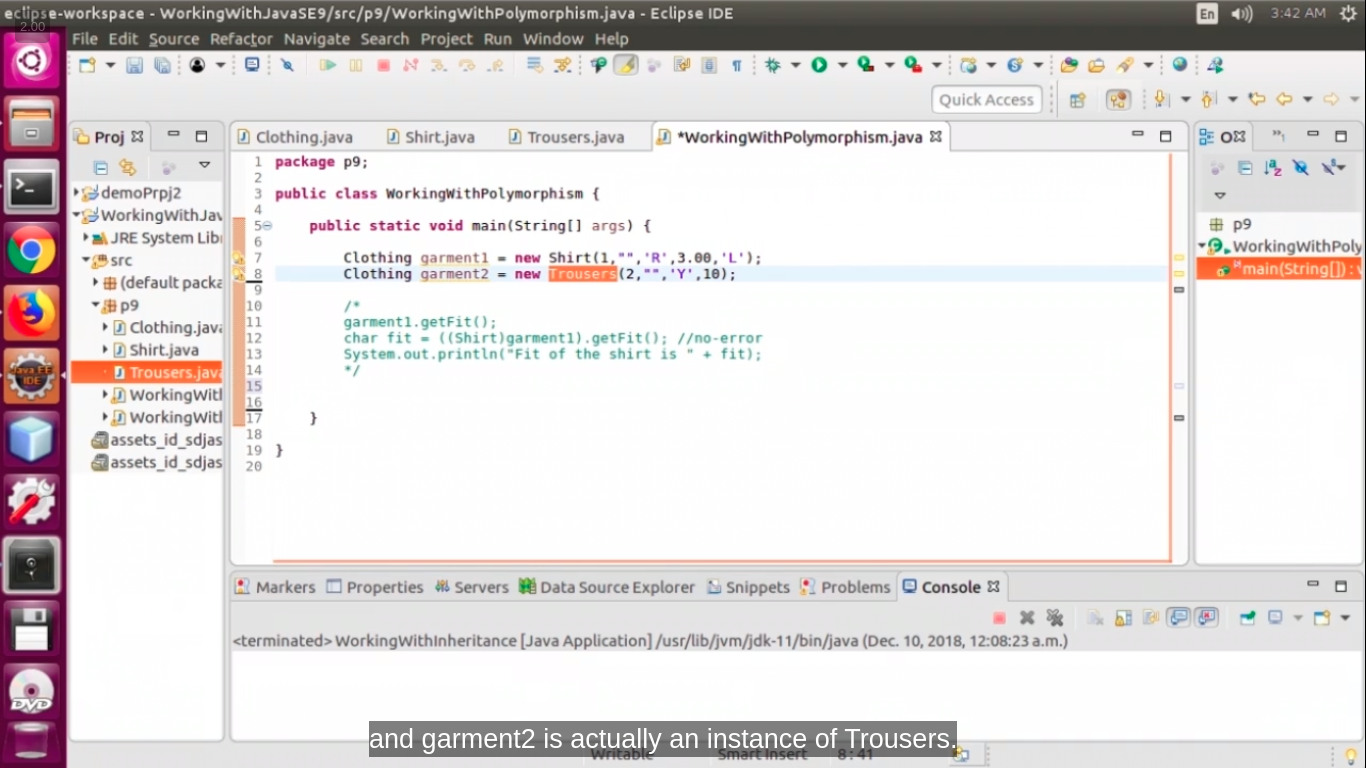 eclipse-workspace - WorkingWithJavaSE9/src/p9/WorkingWithPolymorphism.java - Eclipse IDE
En
3:42 AM
2.00
File Edit Source Refactor Navigate Search Project Run Window Help
Quick Access
Proj
Clothing.java
Shirt.java
Trousers.java
*WorkingWithPolymorphism.java
O
demoPrpj2
WorkingWithJav
JRE System Libr
src
(default packa
p9
Clothing.java
Shirt.java
Trousers.java
WorkingWith
WorkingWith
assets_id_sdjas
assets_id_sdjas
1 package p9;
2
3 public class WorkingWithPolymorphism {
4
5 public static void main(String[] args) {
6
7 Clothing garment1 = new Shirt(1,"",'R',3.00,'L');
8 Clothing garment2 = new Trousers(2,"",'Y',10);
9
10 /*
11 garment1.getFit();
12 char fit = ((Shirt)garment1).getFit(); //no-error
13 System.out.println("Fit of the shirt is " + fit);
14 */
15
16
17 }
18
19 }
20
p9
WorkingWithPoly
main(String[]) : v
Markers Properties Servers Data Source Explorer Snippets Problems Console
<terminated> WorkingWithInheritance [Java Application] /usr/lib/jvm/jdk-11/bin/java (Dec. 10, 2018, 12:08:23 a.m.)
and garment2 is actually an instance of Trousers.
Writable Smart Insert 8 : 41